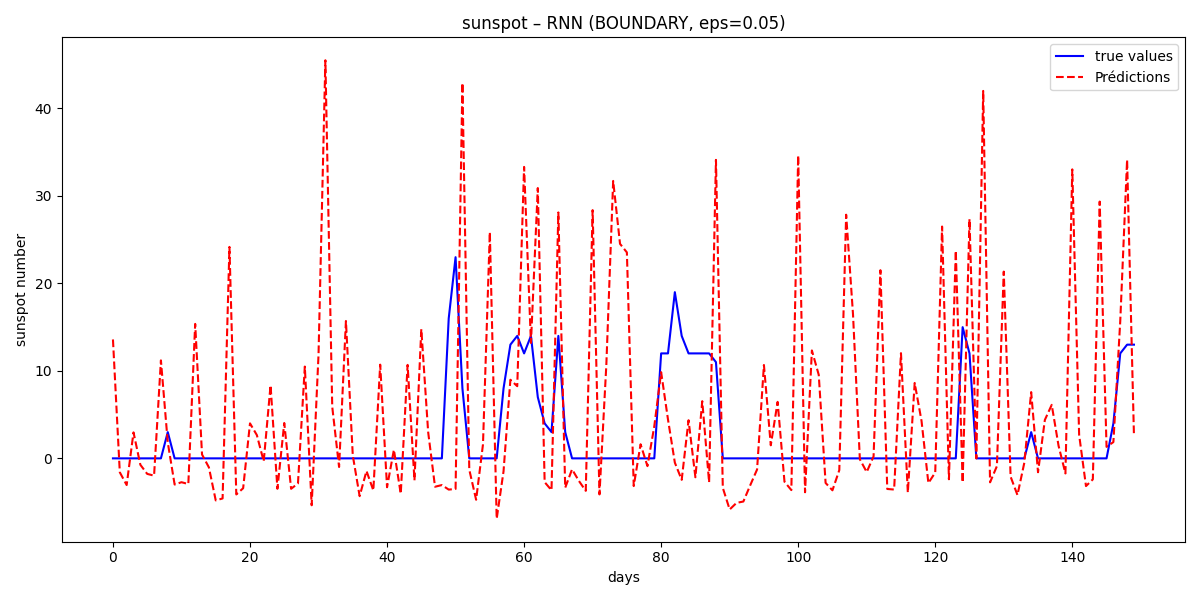 sunspot – RNN (BOUNDARY, eps=0.05)
true values
Prédictions
sunspot number
40
30
20
10
0
0 20 40 60 80 100 120 140
days